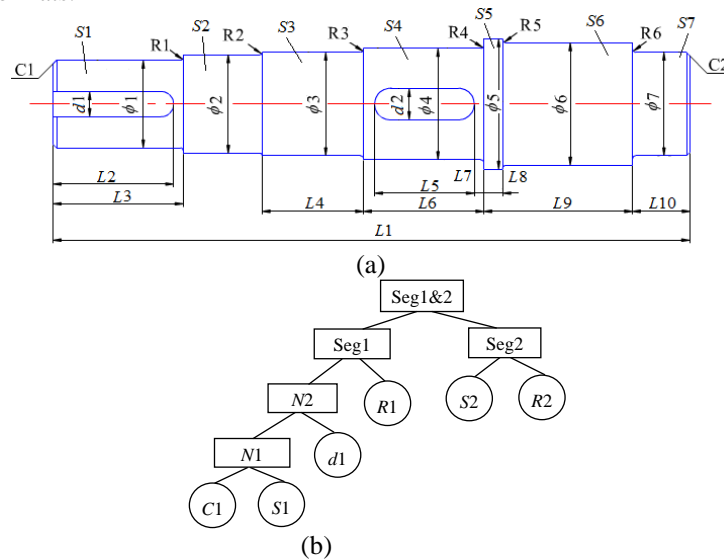 S1 R1 S2 R2 S3 R3 S4 R4 S5 R5 S6 R6 S7
C1 C2
d1 ϕ1 ϕ2 ϕ3 d2 ϕ4 ϕ5 ϕ6 ϕ7
L2 L5 L7 L8
L3 L4 L6 L9 L10
L1
(a)
Seg1&2
Seg1 Seg2
N2 R1 S2 R2
N1 d1
C1 S1
(b)